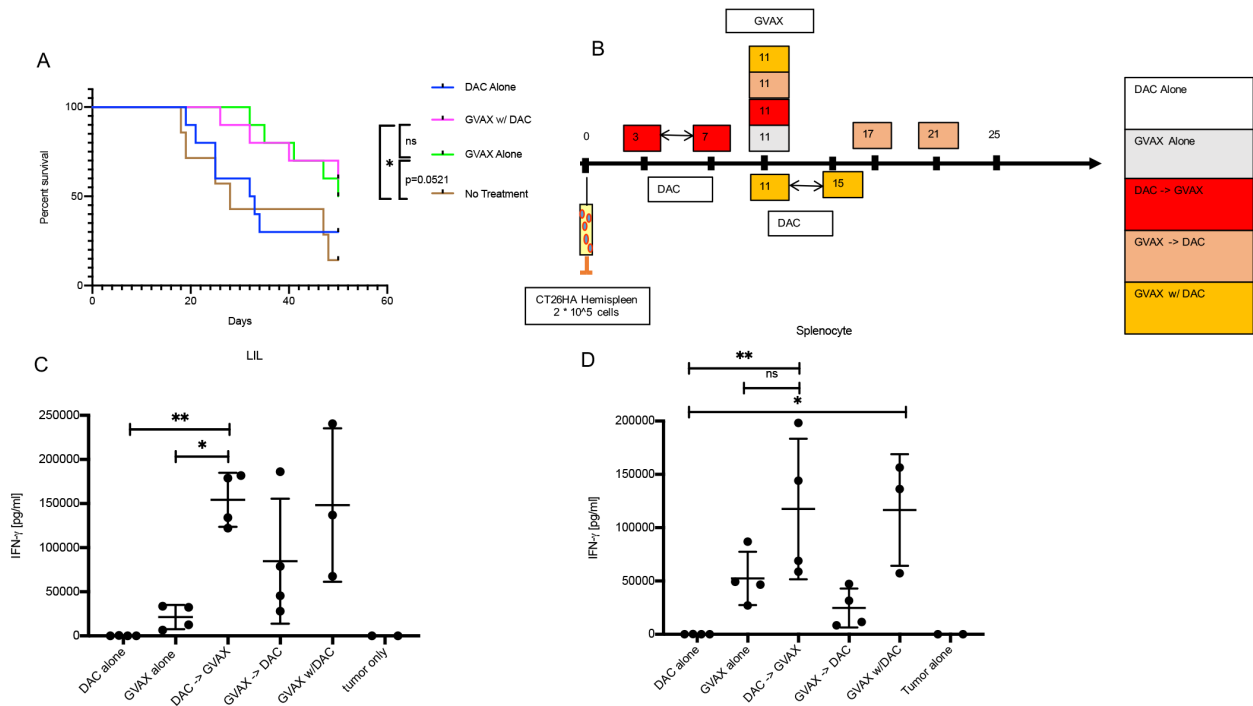 A
DAC Alone
GVAX w/ DAC
GVAX Alone
No Treatment
ns
*
p=0.0521
Percent survival
100
50
0
0
20
40
60
Days
B
GVAX
11
11
11
11
0
3
7
17
21
25
DAC
11
15
DAC
CT26HA Hemispleen
2 * 10^5 cells
DAC Alone
GVAX Alone
DAC -> GVAX
GVAX -> DAC
GVAX w/ DAC
C
LIL
**
*
IFN-γ [pg/ml]
250000
200000
150000
100000
50000
0
DAC alone
GVAX alone
DAC -> GVAX
GVAX -> DAC
GVAX w/DAC
tumor only
D
Splenocyte
**
ns
*
IFN-γ [pg/ml]
200000
150000
100000
50000
0
DAC alone
GVAX alone
DAC -> GVAX
GVAX -> DAC
GVAX w/DAC
Tumor alone